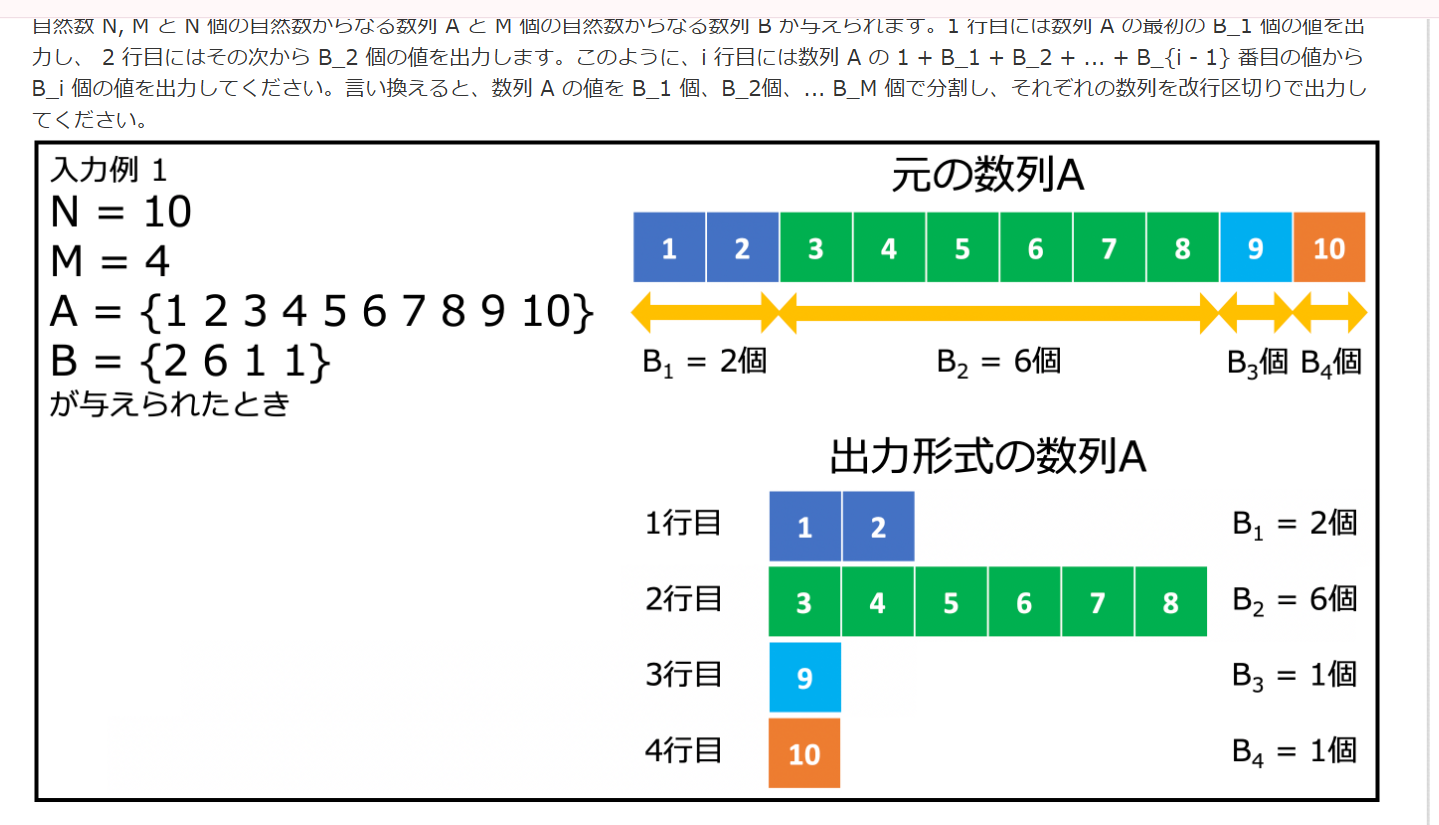 自然数 N, M と N 個の自然数からなる数列 A と M 個の自然数からなる数列 B が与えられます。1 行目には数列 A の最初の B_1 個の値を出
力し、 2 行目にはその次から B_2 個の値を出力します。このように、i 行目には数列 A の 1 + B_1 + B_2 + ... + B_{i - 1} 番目の値から
B_i 個の値を出力してください。言い換えると、数列 A の値を B_1 個、B_2個、... B_M 個で分割し、それぞれの数列を改行区切りで出力し
てください。
入力例 1
N = 10
M = 4
A = {1 2 3 4 5 6 7 8 9 10}
B = {2 6 1 1}
が与えられたとき
元の数列A
1 2 3 4 5 6 7 8 9 10
B₁ = 2個 B₂ = 6個 B₃個 B₄個
出力形式の数列A
1行目 1 2 B₁ = 2個
2行目 3 4 5 6 7 8 B₂ = 6個
3行目 9 B₃ = 1個
4行目 10 B₄ = 1個